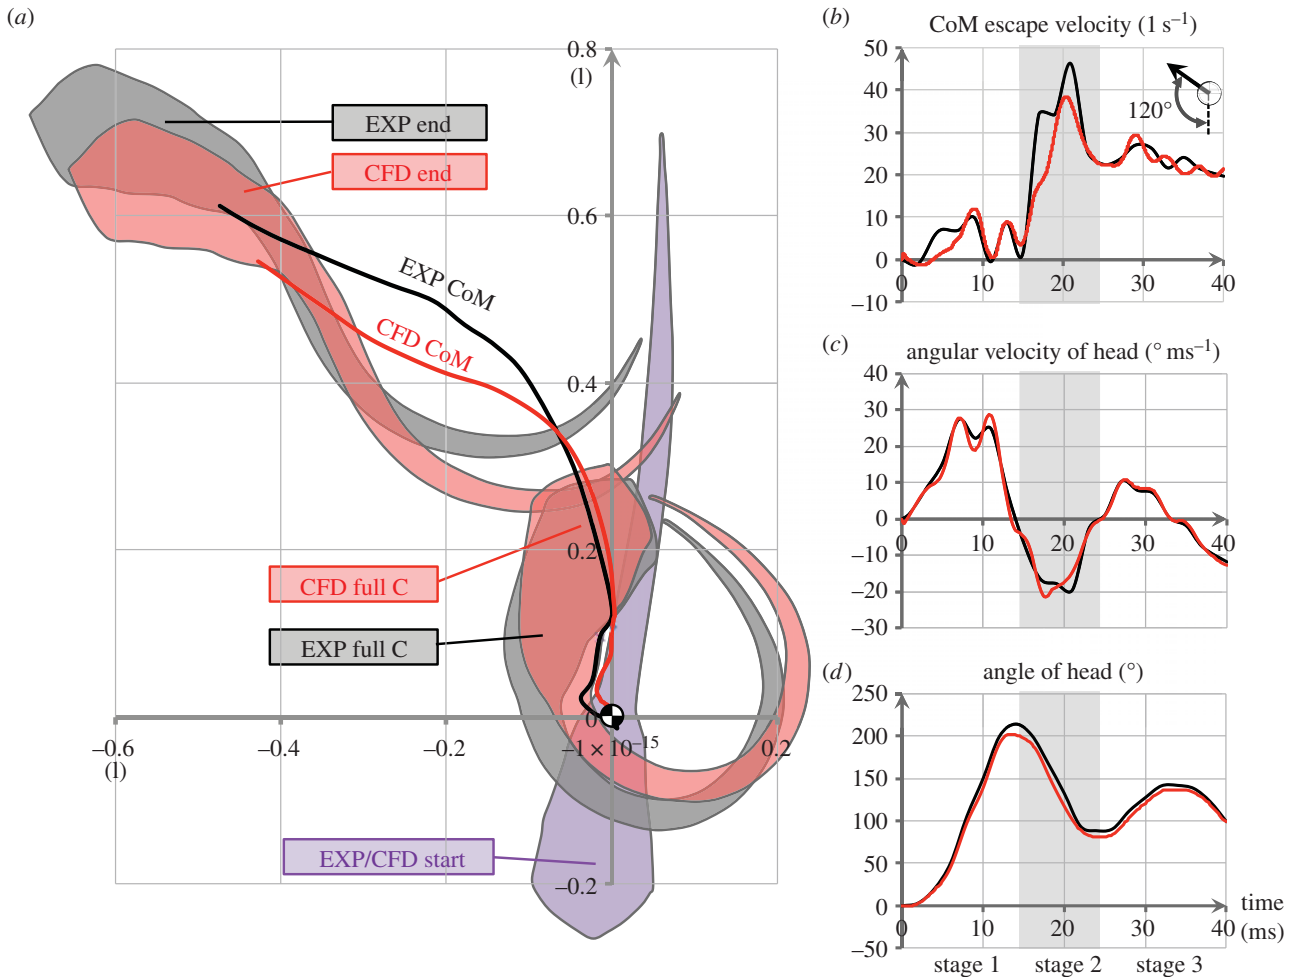 (a)
0.8
(l)
EXP end
CFD end
0.6
EXP CoM
CFD CoM
0.4
0.2
CFD full C
EXP full C
0
−0.6
−0.4
−0.2
−1 × 10⁻¹⁵
0.2
(l)
EXP/CFD start
−0.2
(b)
CoM escape velocity (1 s⁻¹)
50
40
30
20
10
0
−10
120°
0
10
20
30
40
(c)
angular velocity of head (° ms⁻¹)
40
30
20
10
0
−10
−20
−30
0
10
20
30
40
(d)
angle of head (°)
250
200
150
100
50
0
−50
0
10
20
30
40
time
(ms)
stage 1
stage 2
stage 3